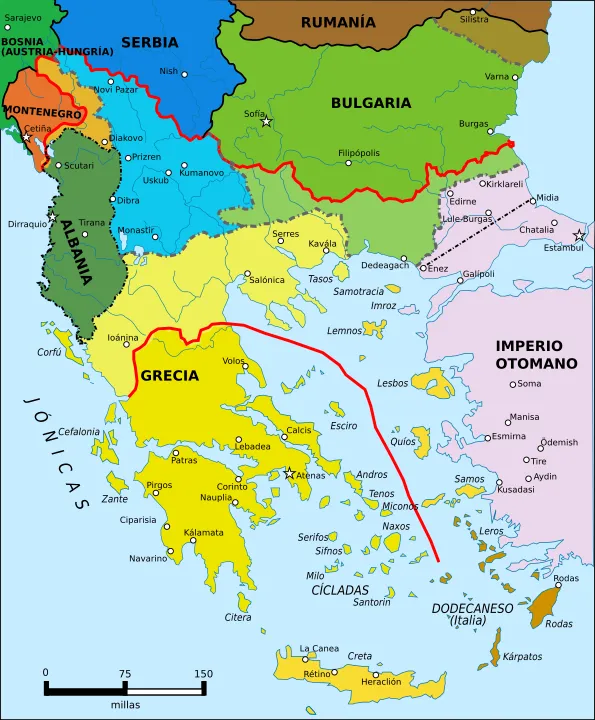 Sarajevo
BOSNIA
(AUSTRIA-HUNGRÍA)
SERBIA
RUMANÍA
Silistra
Nish
Novi Pazar
Varna
BULGARIA
MONTENEGRO
Cetiña
Sofía
Burgas
Diakovo
Filipópolis
Prizren
Scutari
Uskub
Kumanovo
Kirklareli
Edirne
Midia
Dibra
Lule-Burgas
Dirraquio
Tirana
Monastir
Chatalia
Serres
Kavála
Estambul
ALBANIA
Dedeagach
Enez
Galípoli
Salónica
Tasos
Samotracia
Imroz
Ioánina
Lemnos
Corfú
Volos
IMPERIO
OTOMANO
GRECIA
Lesbos
Soma
JÓNICAS
Esciro
Manisa
Cefalonia
Calcis
Quíos
Esmirna
Ödemish
Lebadea
Patras
Tire
Atenas
Andros
Samos
Aydin
Pirgos
Corinto
Kusadasi
Zante
Nauplia
Tenos
Miconos
Ciparisia
Naxos
Kálamata
Serifos
Leros
Sifnos
Navarino
Milo
Rodas
CÍCLADAS
Santorin
DODECANESO
(Italia)
Citera
Rodas
La Canea
Creta
Kárpatos
Rétino
Heraclión
0 75 150
millas